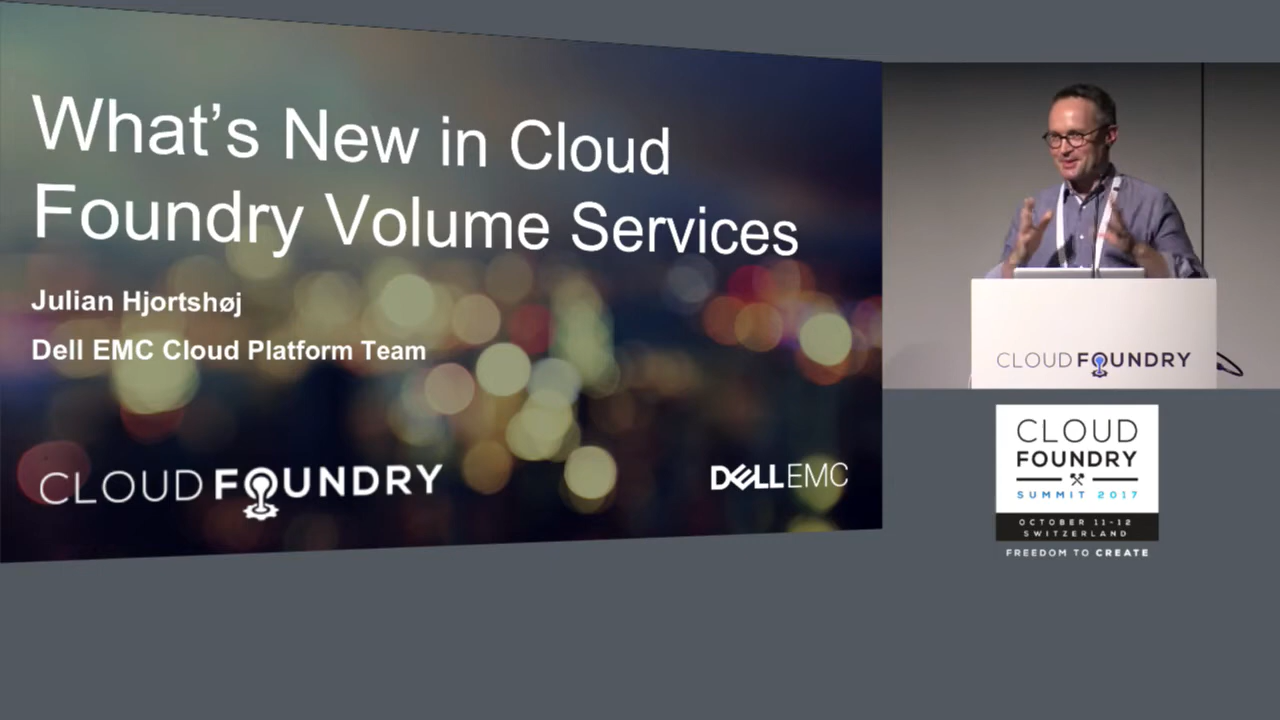 What's New in Cloud
Foundry Volume Services
Julian Hjortshøj
Dell EMC Cloud Platform Team
CLOUD FOUNDRY
DELLEMC
CLOUD FOUNDRY
CLOUD
FOUNDRY
SUMMIT 2017
OCTOBER 11-12
SWITZERLAND
FREEDOM TO CREATE